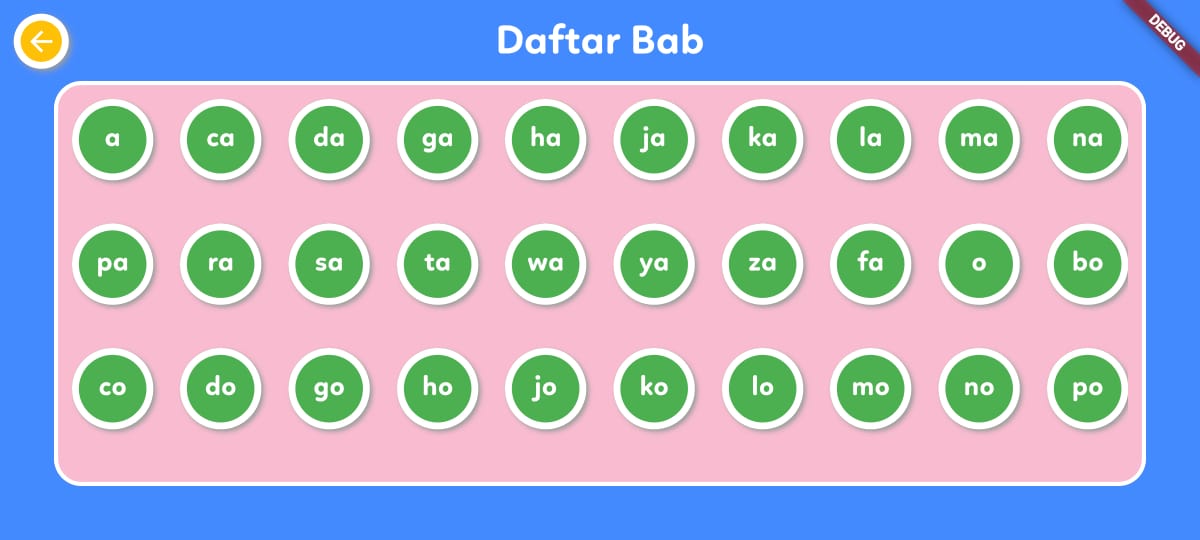 Daftar Bab
DEBUG
a ca da ga ha ja ka la ma na
pa ra sa ta wa ya za fa o bo
co do go ho jo ko lo mo no po